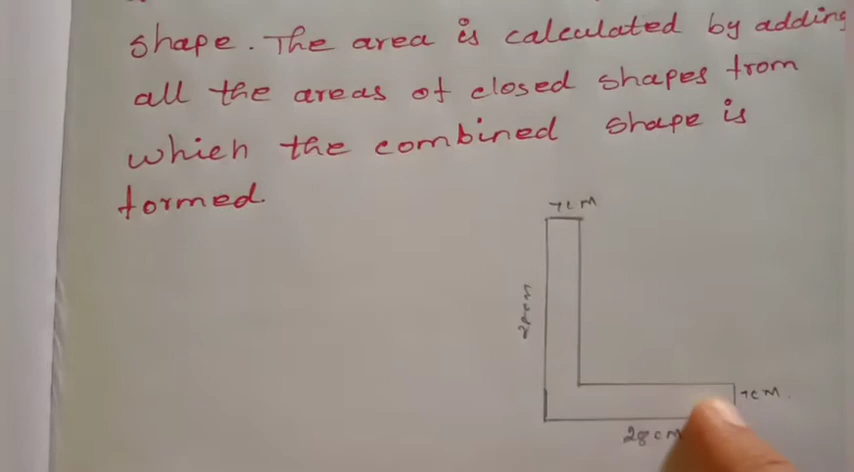 shape. The area is calculated by adding
all the areas of closed shapes from
which the combined shape is
formed.
7cm
7cm.
28cm